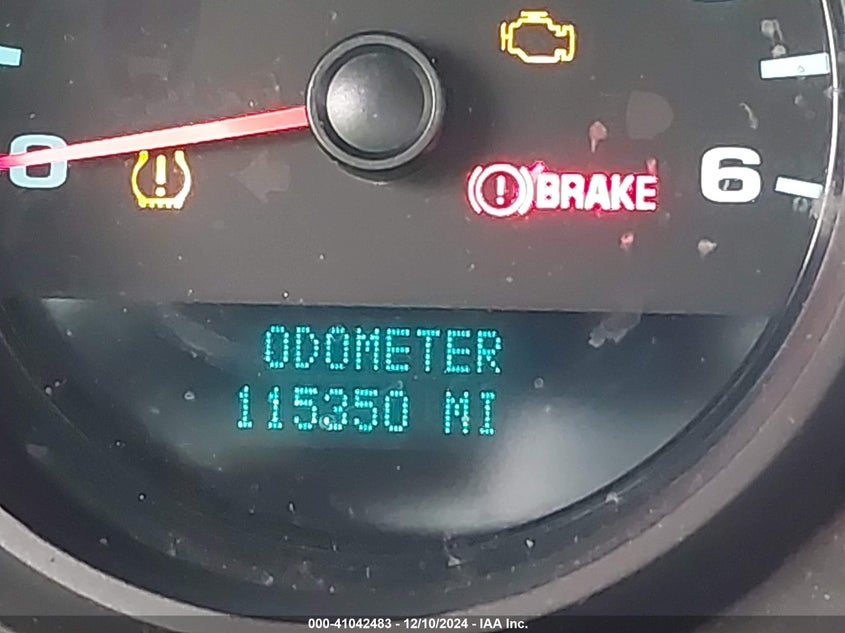 0
BRAKE
6
ODOMETER
115350 MI
000-41042483 - 12/10/2024 - IAA Inc.